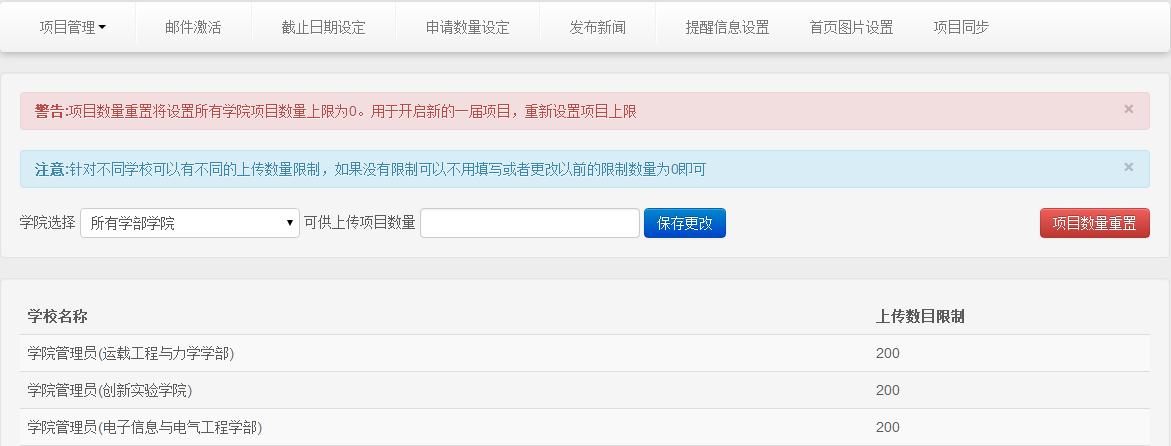 项目管理 邮件激活 截止日期设定 申请数量设定 发布新闻 提醒信息设置 首页图片设置 项目同步
警告:项目数量重置将设置所有学院项目数量上限为0。用于开启新的一届项目，重新设置项目上限 ×
注意:针对不同学校可以有不同的上传数量限制，如果没有限制可以不用填写或者更改以前的限制数量为0即可 ×
学院选择 所有学部学院 可供上传项目数量 保存更改 项目数量重置
学校名称 上传数目限制
学院管理员(运载工程与力学学部) 200
学院管理员(创新实验学院) 200
学院管理员(电子信息与电气工程学部) 200